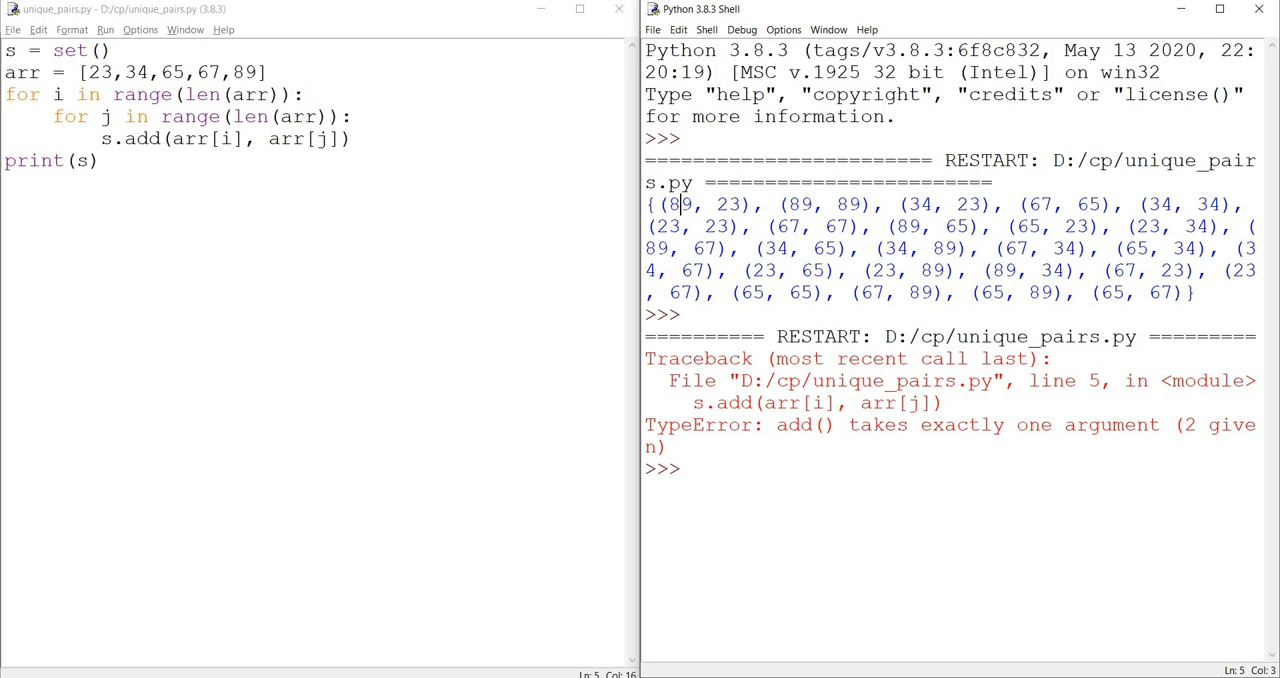 unique_pairs.py - D:/cp/unique_pairs.py (3.8.3)
File Edit Format Run Options Window Help
s = set()
arr = [23,34,65,67,89]
for i in range(len(arr)):
    for j in range(len(arr)):
        s.add(arr[i], arr[j])
print(s)
Ln: 5 Col: 16
Python 3.8.3 Shell
File Edit Shell Debug Options Window Help
Python 3.8.3 (tags/v3.8.3:6f8c832, May 13 2020, 22:
20:19) [MSC v.1925 32 bit (Intel)] on win32
Type "help", "copyright", "credits" or "license()"
for more information.
>>>
======================== RESTART: D:/cp/unique_pair
s.py ========================
{(89, 23), (89, 89), (34, 23), (67, 65), (34, 34),
(23, 23), (67, 67), (89, 65), (65, 23), (23, 34), (
89, 67), (34, 65), (34, 89), (67, 34), (65, 34), (3
4, 67), (23, 65), (23, 89), (89, 34), (67, 23), (23
, 67), (65, 65), (67, 89), (65, 89), (65, 67)}
>>>
========== RESTART: D:/cp/unique_pairs.py =========
Traceback (most recent call last):
  File "D:/cp/unique_pairs.py", line 5, in <module>
    s.add(arr[i], arr[j])
TypeError: add() takes exactly one argument (2 give
n)
>>>
Ln: 5 Col: 3